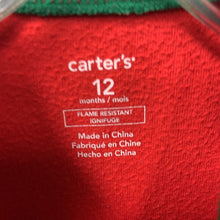 carter's®
12
months / mois
FLAME RESISTANT
IGNIFUGE
Made in China
Fabriqué en Chine
Hecho en China